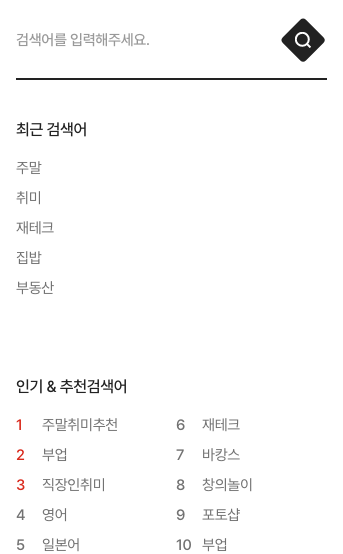 검색어를 입력해주세요.
최근 검색어
주말
취미
재테크
집밥
부동산
인기 & 추천검색어
1 주말취미추천
2 부업
3 직장인취미
4 영어
5 일본어
6 재테크
7 바캉스
8 창의놀이
9 포토샵
10 부업